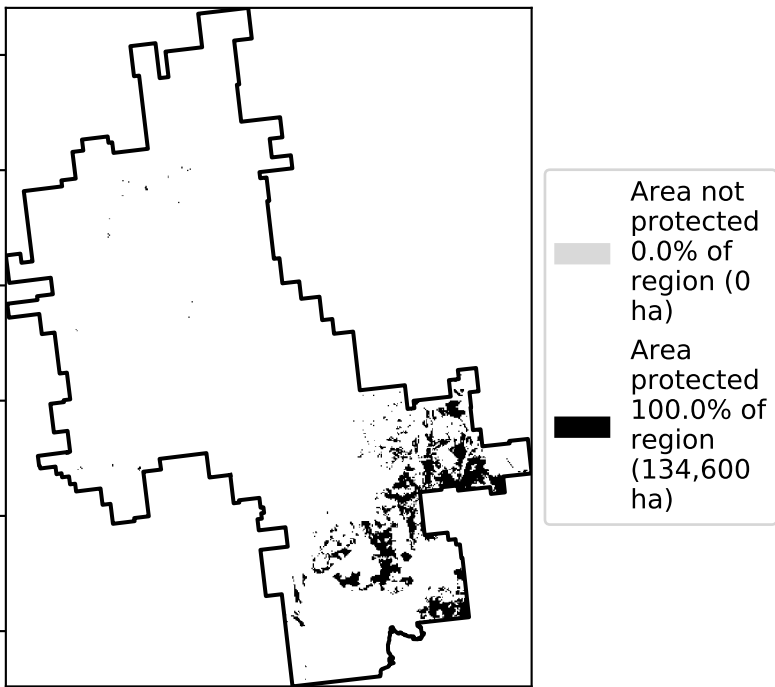 Area not
protected
0.0% of
region (0
ha)
Area
protected
100.0% of
region
(134,600
ha)